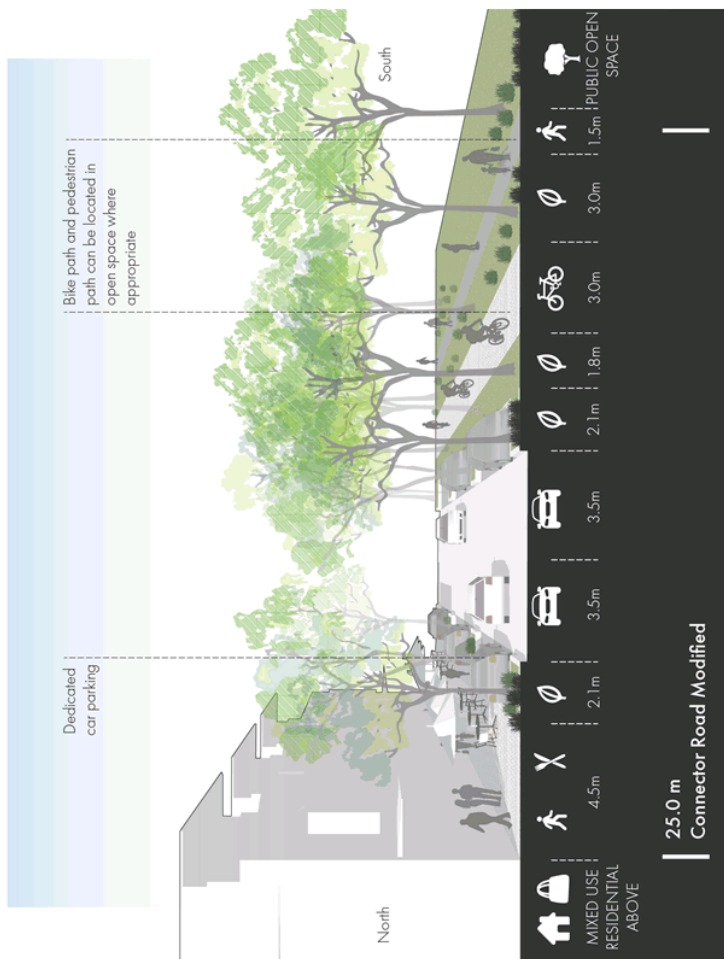 Dedicated
car parking
Bike path and pedestrian
path can be located in
open space where
appropriate
North
South
MIXED USE
RESIDENTIAL
ABOVE
4.5m
2.1m
3.5m
3.5m
2.1m
1.8m
3.0m
3.0m
1.5m
PUBLIC OPEN
SPACE
25.0 m
Connector Road Modified